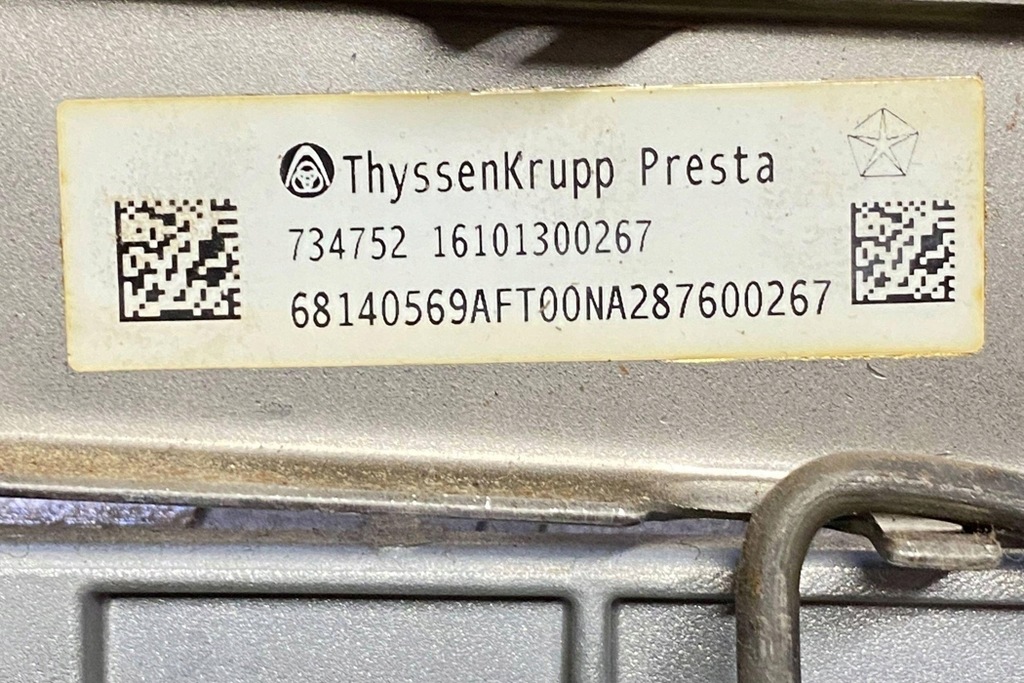 ThyssenKrupp Presta
734752 16101300267
68140569AFT00NA287600267